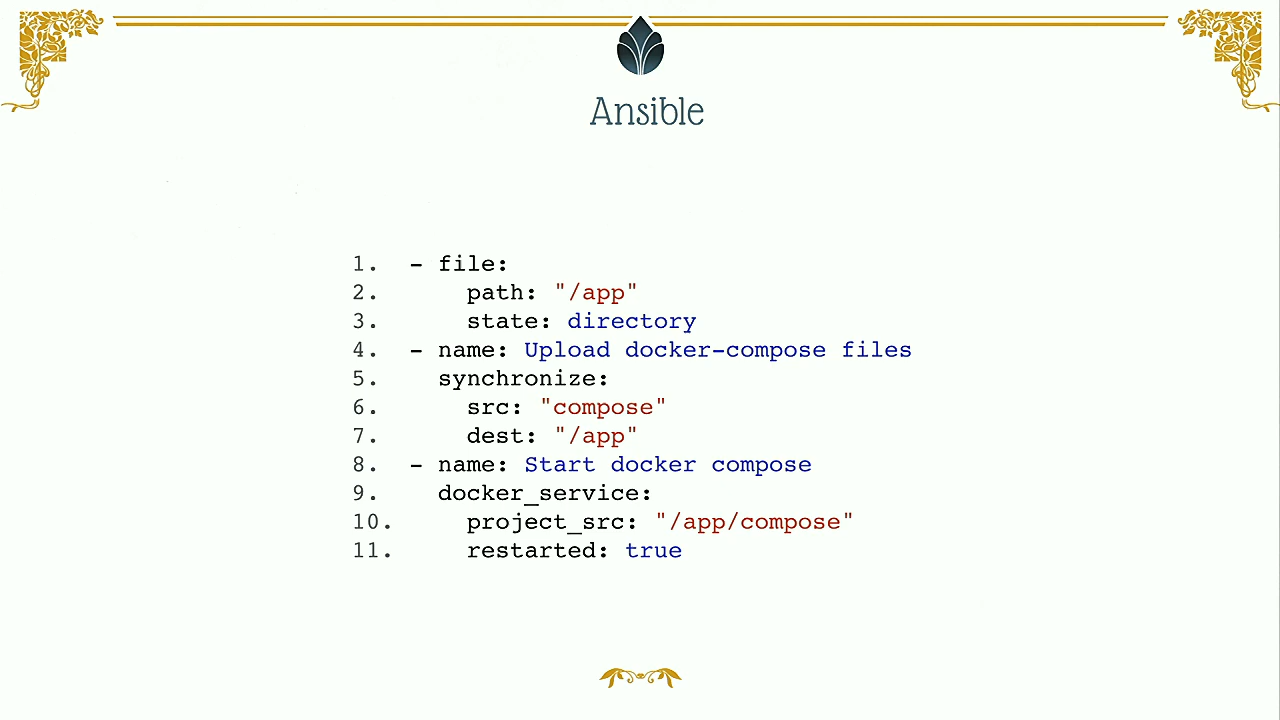 Ansible
1. - file:
2. path: "/app"
3. state: directory
4. - name: Upload docker-compose files
5. synchronize:
6. src: "compose"
7. dest: "/app"
8. - name: Start docker compose
9. docker_service:
10. project_src: "/app/compose"
11. restarted: true